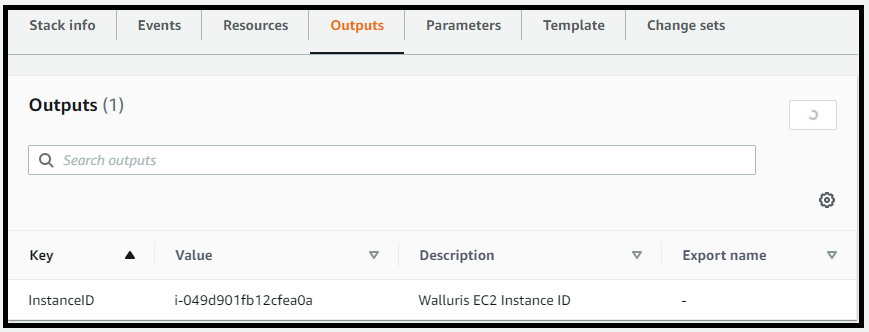 Stack info Events Resources Outputs Parameters Template Change sets
Outputs (1)
Search outputs
Key Value Description Export name
InstanceID i-049d901fb12cfea0a Walluris EC2 Instance ID -